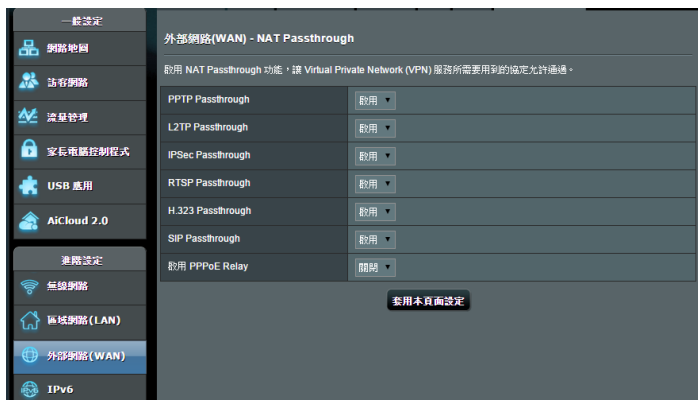 一般設定
網路地圖
訪客網路
流量管理
家長電腦控制程式
USB 應用
AiCloud 2.0
進階設定
無線網路
區域網路(LAN)
外部網路(WAN)
IPv6
外部網路(WAN) - NAT Passthrough
啟用 NAT Passthrough 功能，讓 Virtual Private Network (VPN) 服務所需要用到的協定允許通過。
PPTP Passthrough 啟用
L2TP Passthrough 啟用
IPSec Passthrough 啟用
RTSP Passthrough 啟用
H.323 Passthrough 啟用
SIP Passthrough 啟用
啟用 PPPoE Relay 關閉
套用本頁面設定